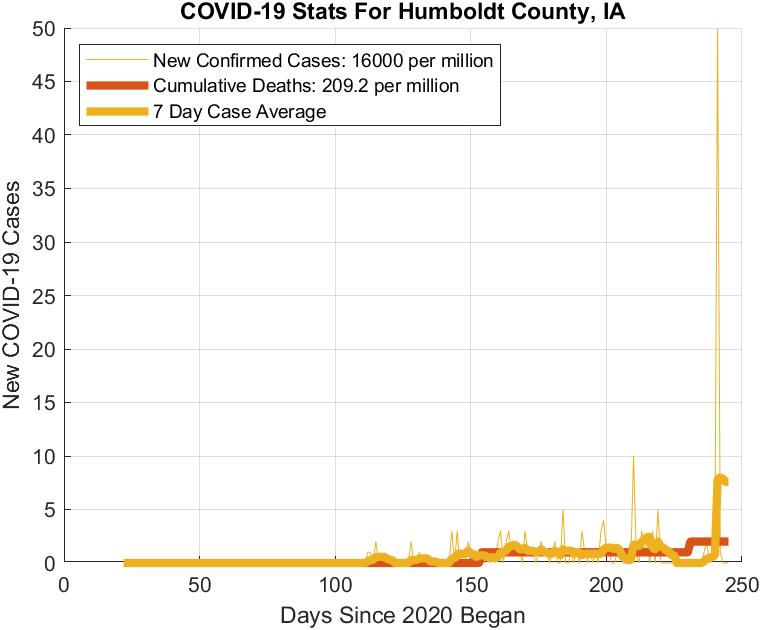 COVID-19 Stats For Humboldt County, IA
New Confirmed Cases: 16000 per million
Cumulative Deaths: 209.2 per million
7 Day Case Average
New COVID-19 Cases
50
45
40
35
30
25
20
15
10
5
0
0 50 100 150 200 250
Days Since 2020 Began